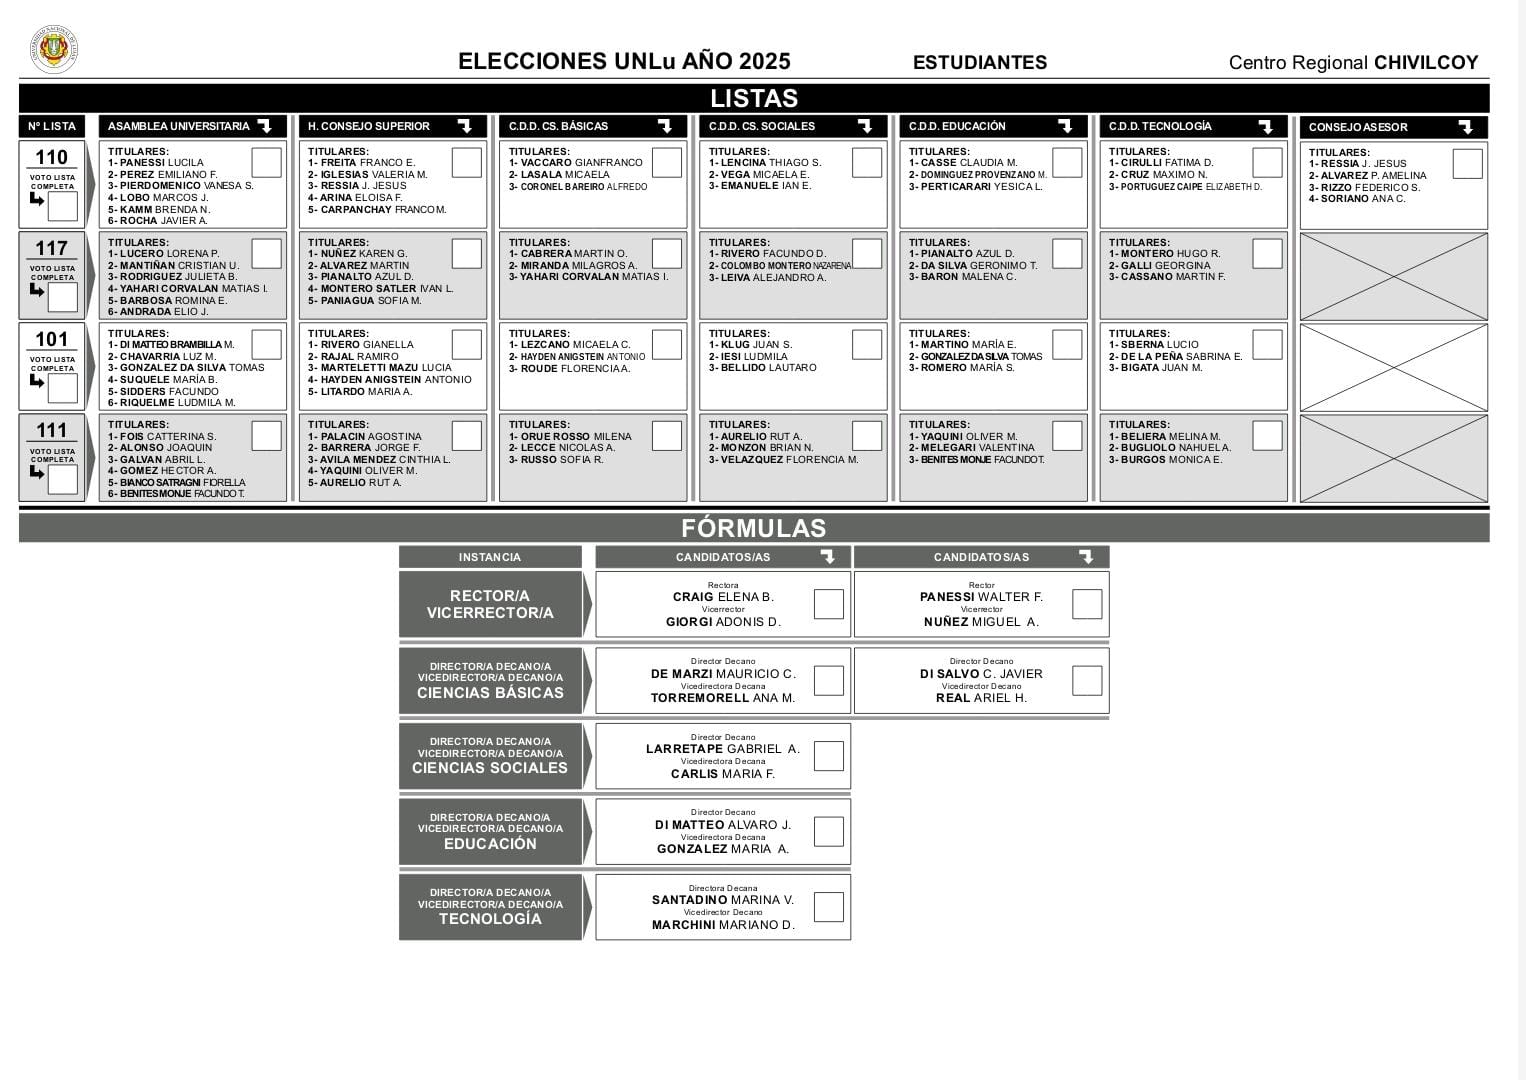 ELECCIONES UNLu AÑO 2025
ESTUDIANTES
Centro Regional CHIVILCOY
LISTAS
Nº LISTA
ASAMBLEA UNIVERSITARIA
H. CONSEJO SUPERIOR
C.D.D. CS. BÁSICAS
C.D.D. CS. SOCIALES
C.D.D. EDUCACIÓN
C.D.D. TECNOLOGÍA
CONSEJO ASESOR
110
VOTO LISTA
COMPLETA
TITULARES:
1- PANESSI LUCILA
2- PEREZ EMILIANO F.
3- PIERDOMENICO VANESA S.
4- LOBO MARCOS J.
5- KAMM BRENDA N.
6- ROCHA JAVIER A.
TITULARES:
1- FREITA FRANCO E.
2- IGLESIAS VALERIA M.
3- RESSIA J. JESUS
4- ARINA ELOISA F.
5- CARPANCHAY FRANCO M.
TITULARES:
1- VACCARO GIANFRANCO
2- LASALA MICAELA
3- CORONEL BAREIRO ALFREDO
TITULARES:
1- LENCINA THIAGO S.
2- VEGA MICAELA E.
3- EMANUELE IAN E.
TITULARES:
1- CASSE CLAUDIA M.
2- DOMINGUEZ PROVENZANO M.
3- PERTICARARI YESICA L.
TITULARES:
1- CIRULLI FATIMA D.
2- CRUZ MAXIMO N.
3- PORTUGUEZ CAIPE ELIZABETH D.
TITULARES:
1- RESSIA J. JESUS
2- ALVAREZ P. AMELINA
3- RIZZO FEDERICO S.
4- SORIANO ANA C.
117
VOTO LISTA
COMPLETA
TITULARES:
1- LUCERO LORENA P.
2- MANTIÑAN CRISTIAN U.
3- RODRIGUEZ JULIETA B.
4- YAHARI CORVALAN MATIAS I.
5- BARBOSA ROMINA E.
6- ANDRADA ELIO J.
TITULARES:
1- NUÑEZ KAREN G.
2- ALVAREZ MARTIN
3- PIANALTO AZUL D.
4- MONTERO SATLER IVAN L.
5- PANIAGUA SOFIA M.
TITULARES:
1- CABRERA MARTIN O.
2- MIRANDA MILAGROS A.
3- YAHARI CORVALAN MATIAS I.
TITULARES:
1- RIVERO FACUNDO D.
2- COLOMBO MONTERO NAZARENA
3- LEIVA ALEJANDRO A.
TITULARES:
1- PIANALTO AZUL D.
2- DA SILVA GERONIMO T.
3- BARON MALENA C.
TITULARES:
1- MONTERO HUGO R.
2- GALLI GEORGINA
3- CASSANO MARTIN F.
101
VOTO LISTA
COMPLETA
TITULARES:
1- DI MATTEO BRAMBILLA M.
2- CHAVARRIA LUZ M.
3- GONZALEZ DA SILVA TOMAS
4- SUQUELE MARÍA B.
5- SIDDERS FACUNDO
6- RIQUELME LUDMILA M.
TITULARES:
1- RIVERO GIANELLA
2- RAJAL RAMIRO
3- MARTELETTI MAZU LUCIA
4- HAYDEN ANIGSTEIN ANTONIO
5- LITARDO MARIA A.
TITULARES:
1- LEZCANO MICAELA C.
2- HAYDEN ANIGSTEIN ANTONIO
3- ROUDE FLORENCIA A.
TITULARES:
1- KLUG JUAN S.
2- IESI LUDMILA
3- BELLIDO LAUTARO
TITULARES:
1- MARTINO MARÍA E.
2- GONZALEZ DA SILVA TOMAS
3- ROMERO MARÍA S.
TITULARES:
1- SBERNA LUCIO
2- DE LA PEÑA SABRINA E.
3- BIGATA JUAN M.
111
VOTO LISTA
COMPLETA
TITULARES:
1- FOIS CATTERINA S.
2- ALONSO JOAQUIN
3- GALVAN ABRIL L.
4- GOMEZ HECTOR A.
5- BIANCO SATRAGNI FIORELLA
6- BENITES MONJE FACUNDO T.
TITULARES:
1- PALACIN AGOSTINA
2- BARRERA JORGE F.
3- AVILA MENDEZ CINTHIA L.
4- YAQUINI OLIVER M.
5- AURELIO RUT A.
TITULARES:
1- ORUE ROSSO MILENA
2- LECCE NICOLAS A.
3- RUSSO SOFIA R.
TITULARES:
1- AURELIO RUT A.
2- MONZON BRIAN N.
3- VELAZQUEZ FLORENCIA M.
TITULARES:
1- YAQUINI OLIVER M.
2- MELEGARI VALENTINA
3- BENITES MONJE FACUNDO T.
TITULARES:
1- BELIERA MELINA M.
2- BUGLIOLO NAHUEL A.
3- BURGOS MONICA E.
FÓRMULAS
INSTANCIA
CANDIDATOS/AS
CANDIDATOS/AS
RECTOR/A
VICERRECTOR/A
Rectora
CRAIG ELENA B.
Vicerrector
GIORGI ADONIS D.
Rector
PANESSI WALTER F.
Vicerrector
NUÑEZ MIGUEL A.
DIRECTOR/A DECANO/A
VICEDIRECTOR/A DECANO/A
CIENCIAS BÁSICAS
Director Decano
DE MARZI MAURICIO C.
Vicedirectora Decana
TORREMORELL ANA M.
Director Decano
DI SALVO C. JAVIER
Vicedirector Decano
REAL ARIEL H.
DIRECTOR/A DECANO/A
VICEDIRECTOR/A DECANO/A
CIENCIAS SOCIALES
Director Decano
LARRETAPE GABRIEL A.
Vicedirectora Decana
CARLIS MARIA F.
DIRECTOR/A DECANO/A
VICEDIRECTOR/A DECANO/A
EDUCACIÓN
Director Decano
DI MATTEO ALVARO J.
Vicedirectora Decana
GONZALEZ MARIA A.
DIRECTOR/A DECANO/A
VICEDIRECTOR/A DECANO/A
TECNOLOGÍA
Directora Decana
SANTADINO MARINA V.
Vicedirector Decano
MARCHINI MARIANO D.